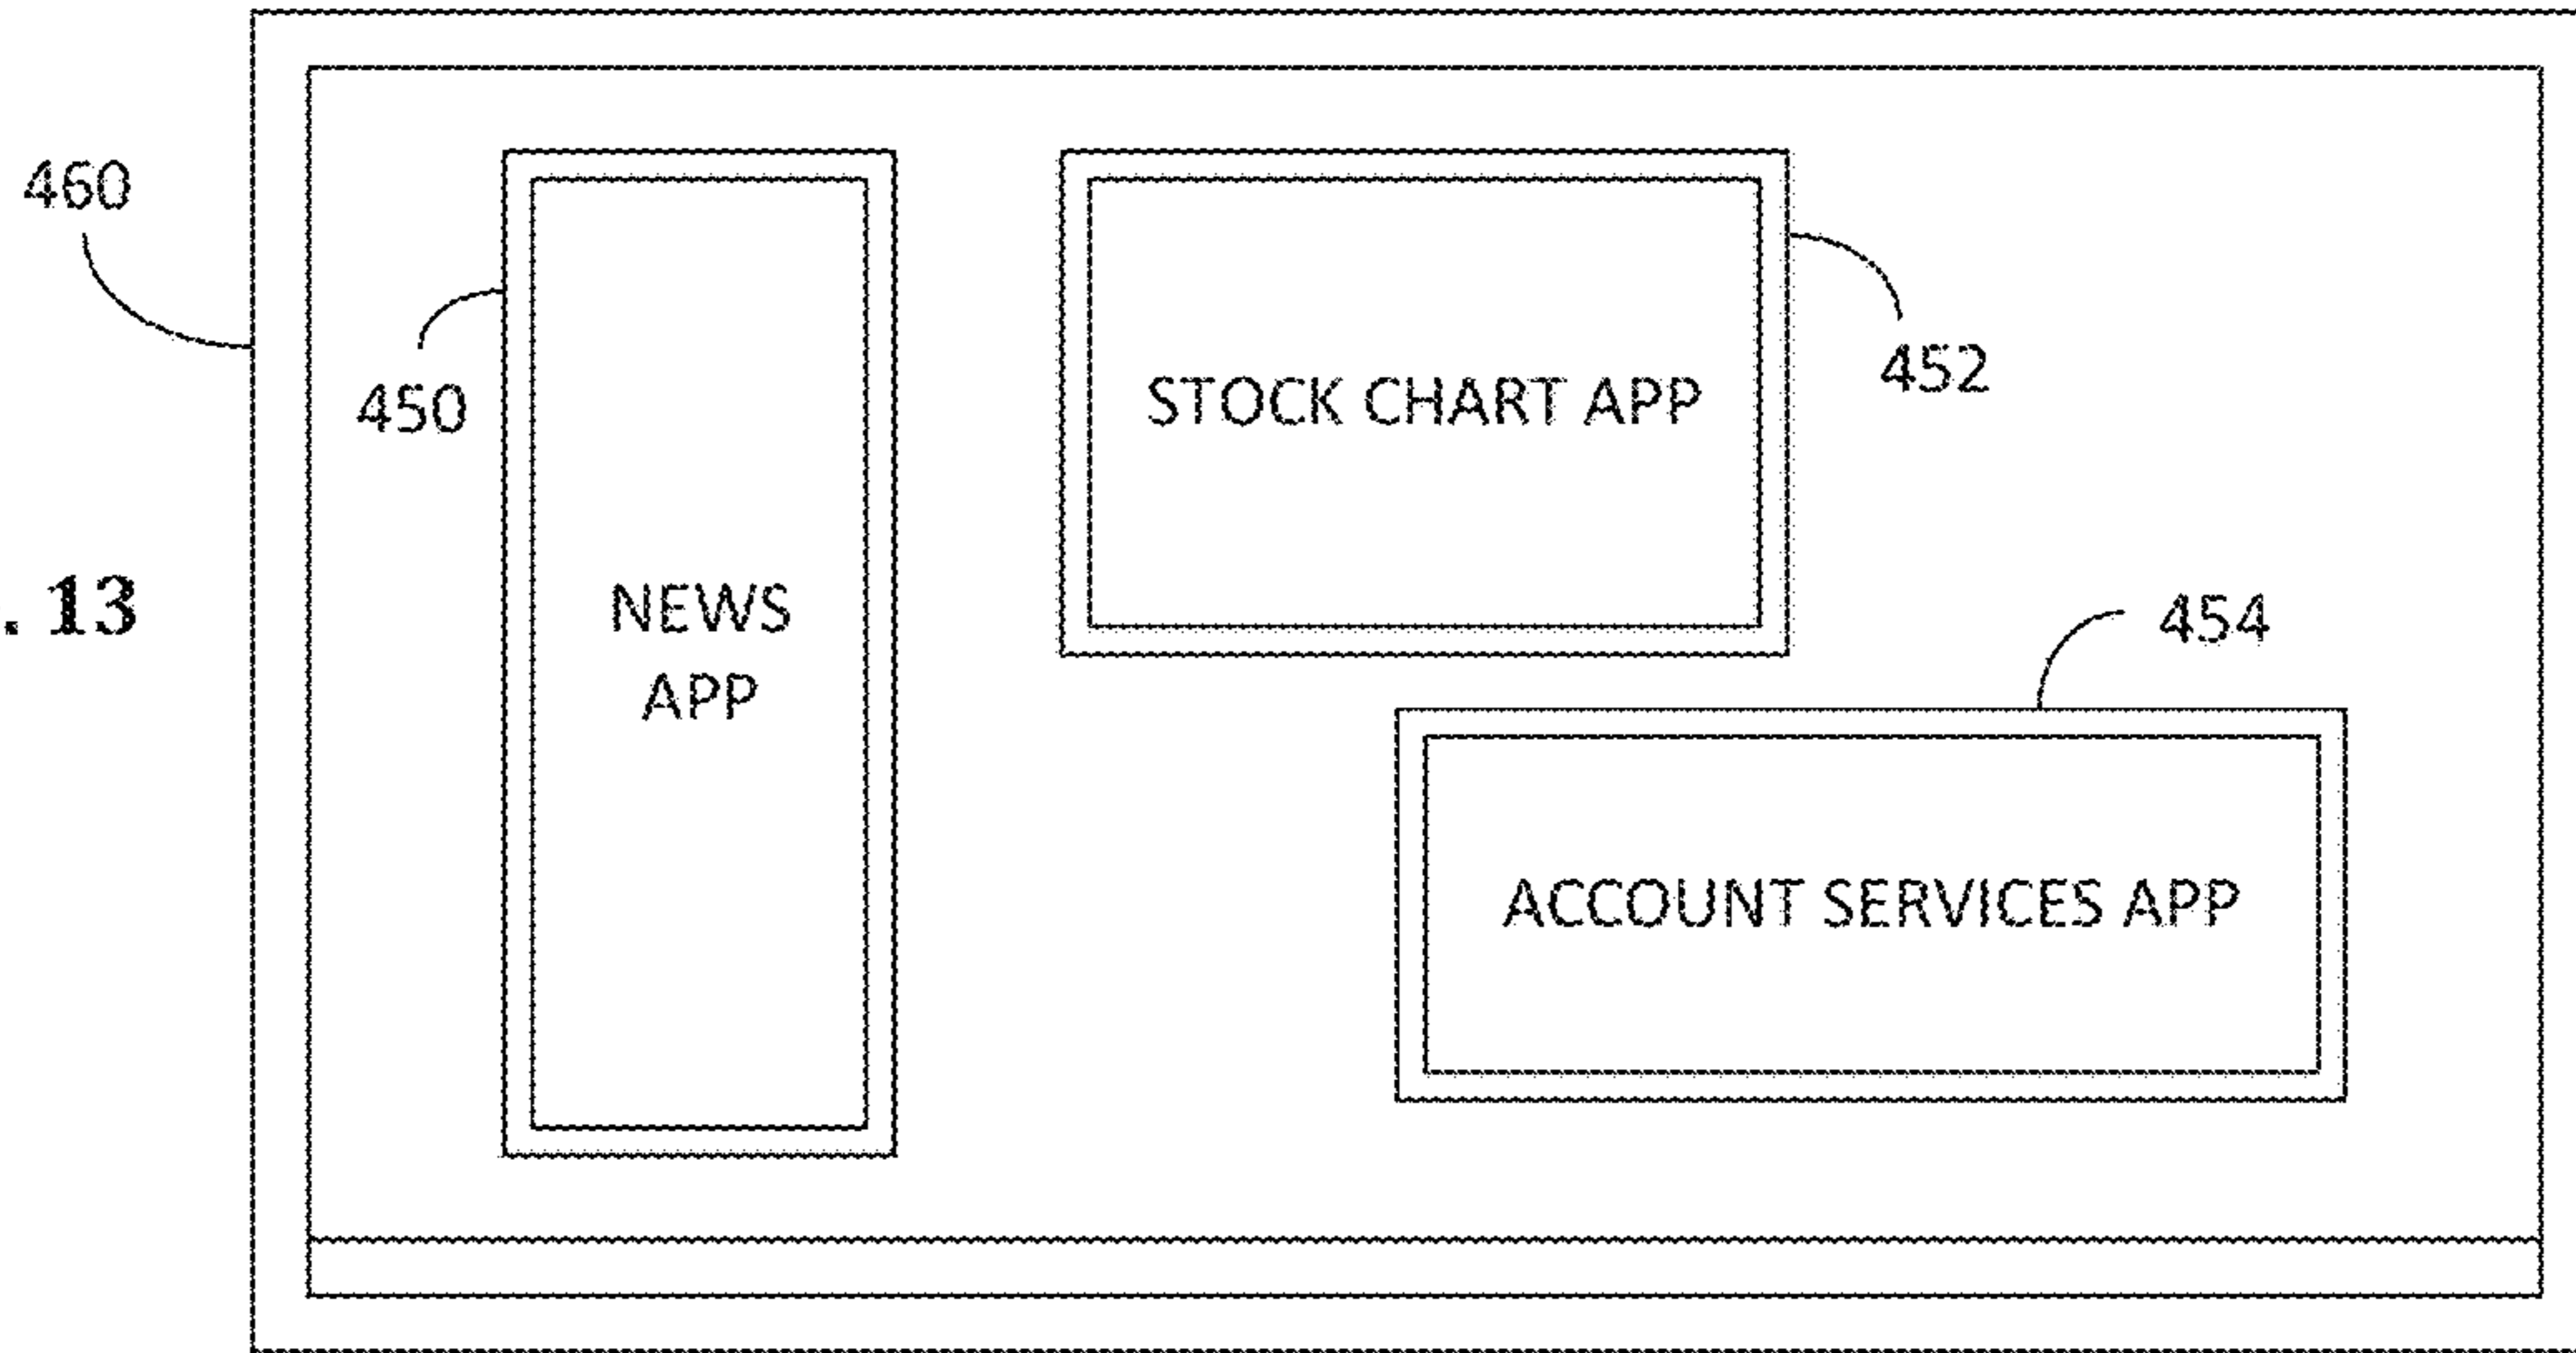 460
450
452
STOCK CHART APP
. 13
NEWS
APP
454
ACCOUNT SERVICES APP